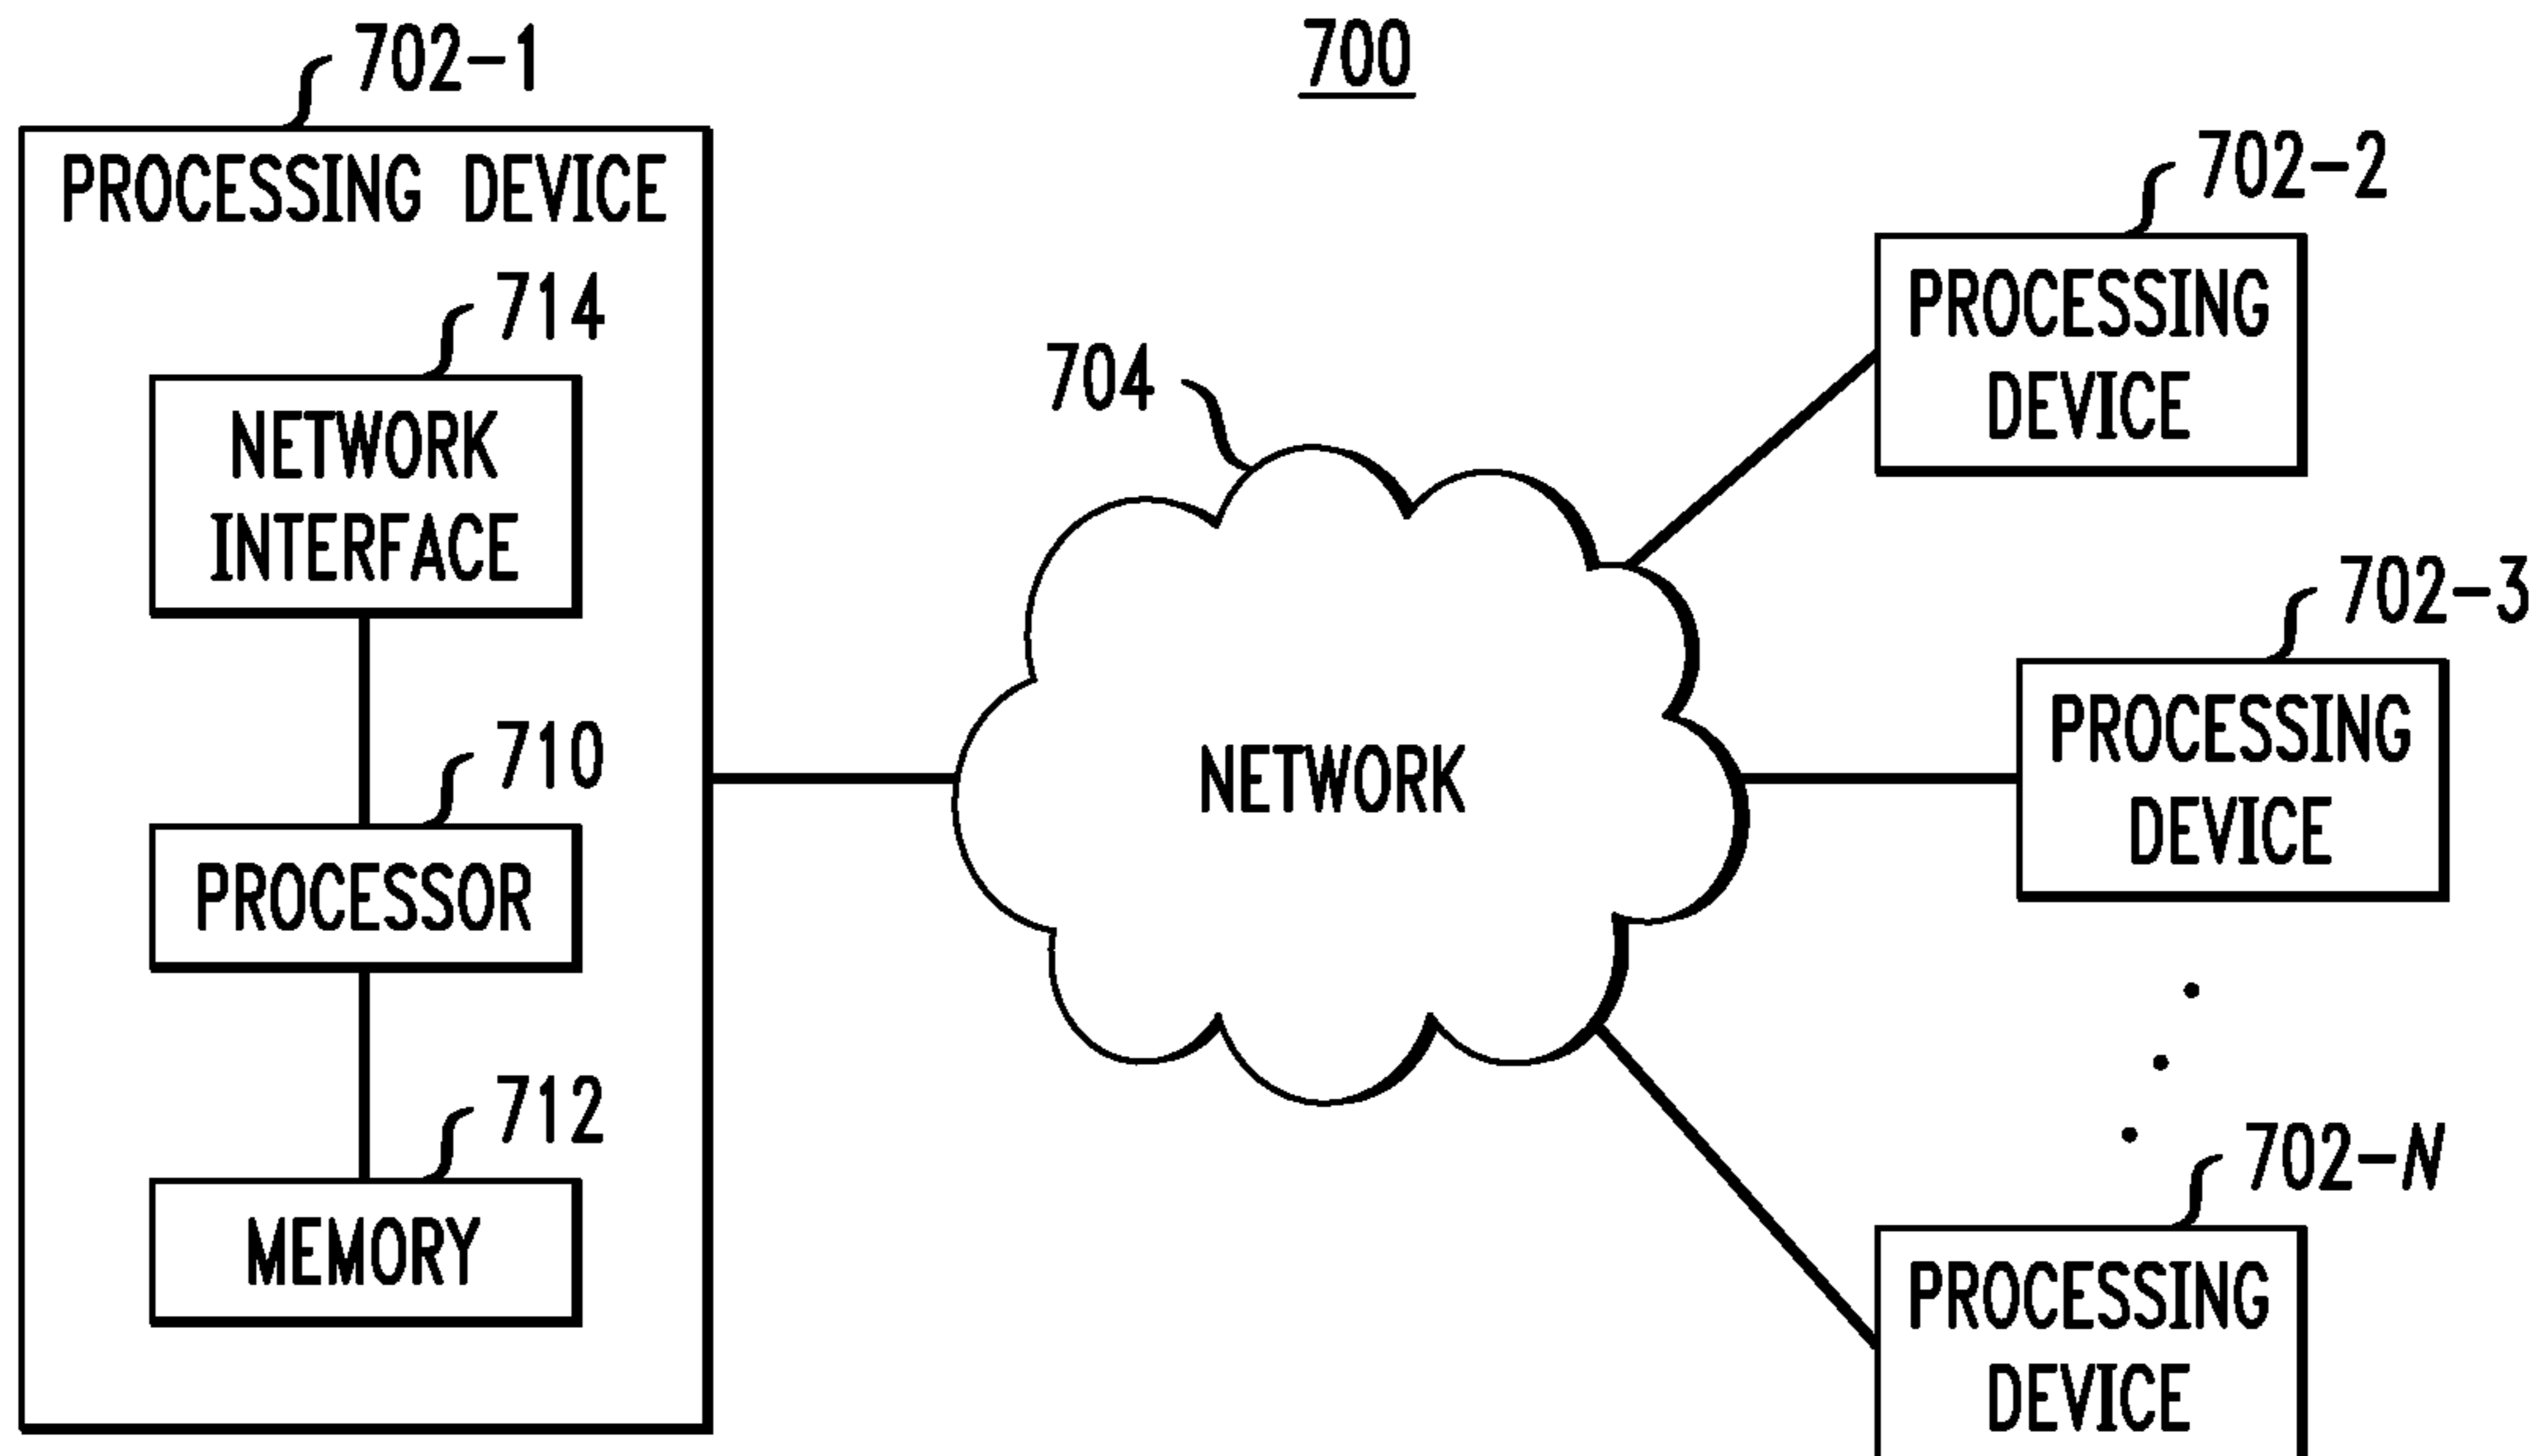 700
702-1
PROCESSING DEVICE
714
NETWORK
INTERFACE
710
PROCESSOR
712
MEMORY
704
NETWORK
702-2
PROCESSING
DEVICE
702-3
PROCESSING
DEVICE
702-N
PROCESSING
DEVICE